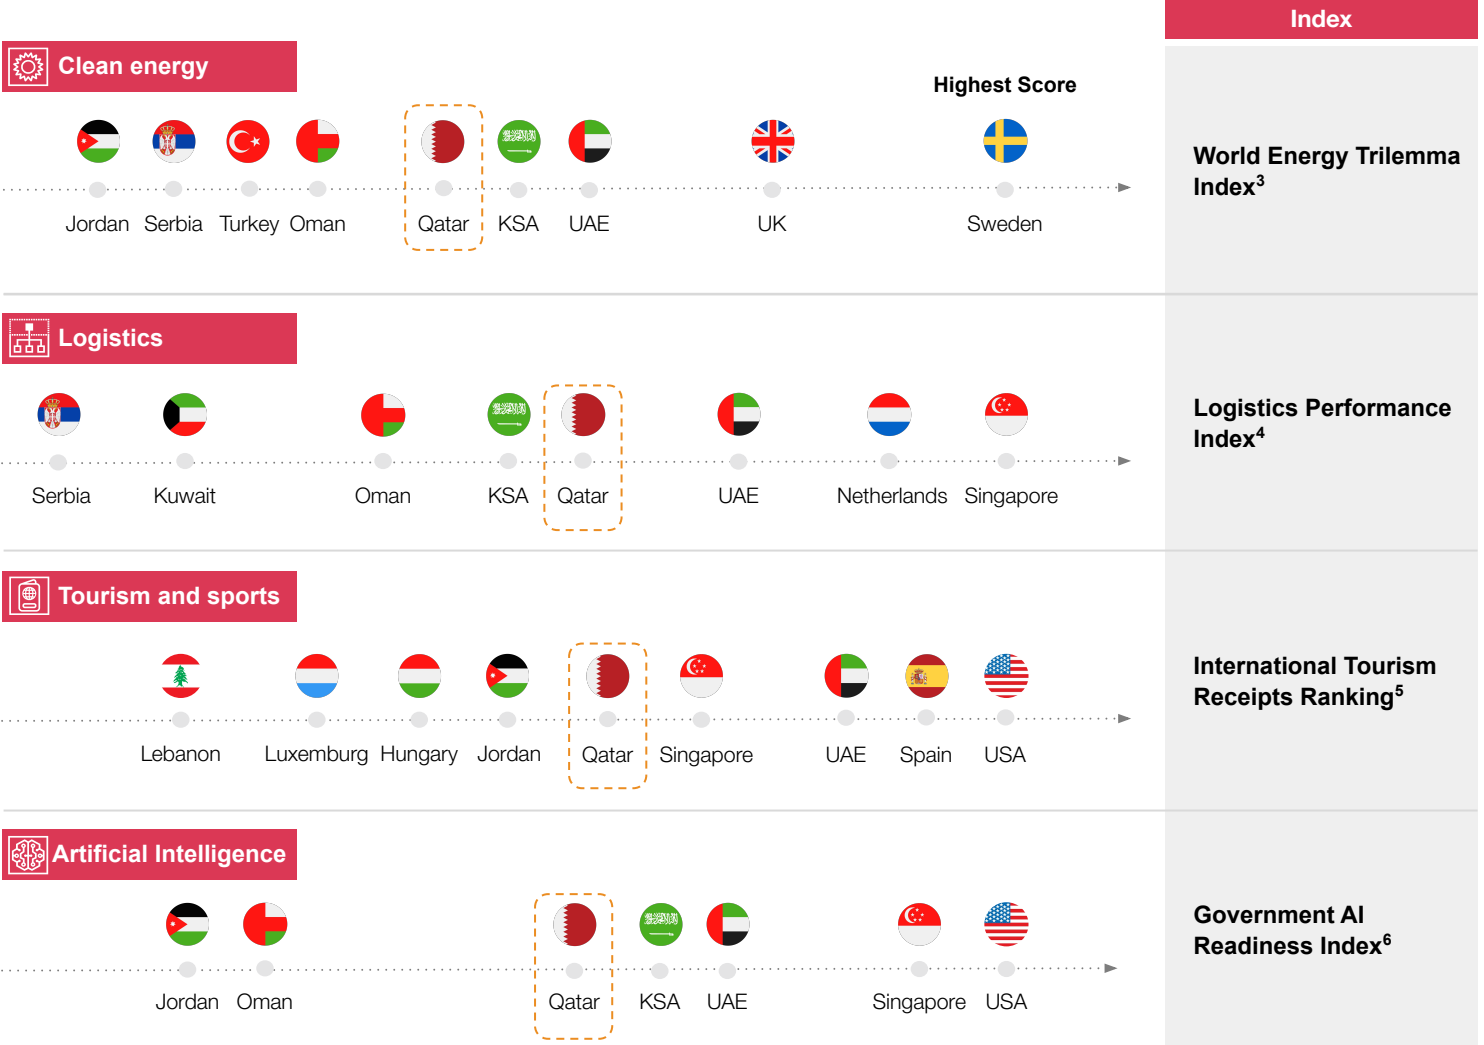 Index
Clean energy
Highest Score
Jordan Serbia Turkey Oman Qatar KSA UAE UK Sweden
World Energy Trilemma
Index3
Logistics
Serbia Kuwait Oman KSA Qatar UAE Netherlands Singapore
Logistics Performance
Index4
Tourism and sports
Lebanon Luxemburg Hungary Jordan Qatar Singapore UAE Spain USA
International Tourism
Receipts Ranking5
Artificial Intelligence
Jordan Oman Qatar KSA UAE Singapore USA
Government AI
Readiness Index6